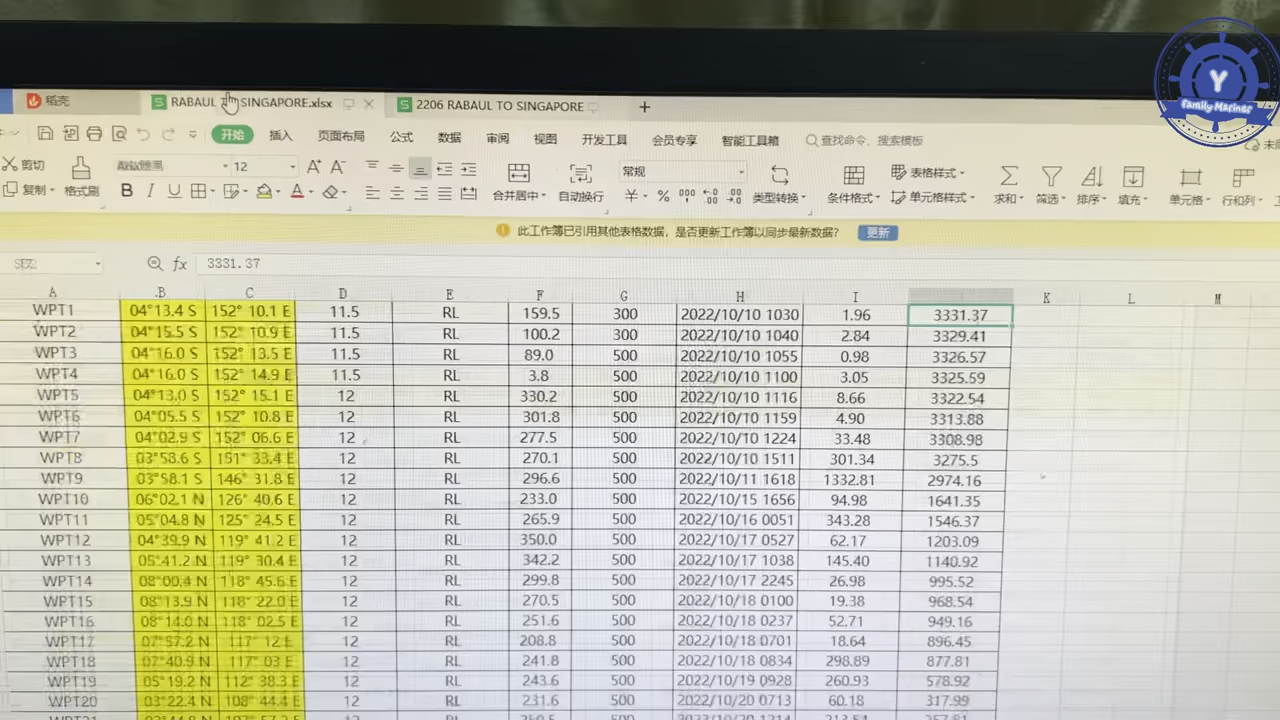 稻壳 RABAUL TO SINGAPORE.xlsx 2206 RABAUL TO SINGAPORE
Y
family Mariner
开始 插入 页面布局 公式 数据 审阅 视图 开发工具 会员专享 智能工具箱 查找命令、搜索模板
剪切 复制 格式刷 12 A+ A- B I U A 合并居中 自动换行 常规 ¥ % 000 类型转换 条件格式 表格样式 单元格样式 求和 筛选 排序 填充 单元格 行和列
此工作簿已引用其他表格数据，是否更新工作簿以同步最新数据? 更新
fx 3331.37
A B C D E F G H I K L M
WPT1 04°13.4 S 152° 10.1 E 11.5 RL 159.5 300 2022/10/10 1030 1.96 3331.37
WPT2 04°15.5 S 152° 10.9 E 11.5 RL 100.2 300 2022/10/10 1040 2.84 3329.41
WPT3 04°16.0 S 152° 13.5 E 11.5 RL 89.0 500 2022/10/10 1055 0.98 3326.57
WPT4 04°16.0 S 152° 14.9 E 11.5 RL 3.8 500 2022/10/10 1100 3.05 3325.59
WPT5 04°13.0 S 152° 15.1 E 12 RL 330.2 500 2022/10/10 1116 8.66 3322.54
WPT6 04°05.5 S 152° 10.8 E 12 RL 301.8 500 2022/10/10 1159 4.90 3313.88
WPT7 04°02.9 S 152° 06.6 E 12 RL 277.5 500 2022/10/10 1224 33.48 3308.98
WPT8 03°58.6 S 151° 33.4 E 12 RL 270.1 500 2022/10/10 1511 301.34 3275.5
WPT9 03°58.1 S 146° 31.8 E 12 RL 296.6 500 2022/10/11 1618 1332.81 2974.16
WPT10 06°02.1 N 126° 40.6 E 12 RL 233.0 500 2022/10/15 1656 94.98 1641.35
WPT11 05°04.8 N 125° 24.5 E 12 RL 265.9 500 2022/10/16 0051 343.28 1546.37
WPT12 04°39.9 N 119° 41.2 E 12 RL 350.0 500 2022/10/17 0527 62.17 1203.09
WPT13 05°41.2 N 119° 30.4 E 12 RL 342.2 500 2022/10/17 1038 145.40 1140.92
WPT14 08°00.4 N 118° 45.6 E 12 RL 299.8 500 2022/10/17 2245 26.98 995.52
WPT15 08°13.9 N 118° 22.0 E 12 RL 270.5 500 2022/10/18 0100 19.38 968.54
WPT16 08°14.0 N 118° 02.5 E 12 RL 251.6 500 2022/10/18 0237 52.71 949.16
WPT17 07°57.2 N 117° 12 E 12 RL 208.8 500 2022/10/18 0701 18.64 896.45
WPT18 07°40.9 N 117° 03 E 12 RL 241.8 500 2022/10/18 0834 298.89 877.81
WPT19 05°19.2 N 112° 38.3 E 12 RL 243.6 500 2022/10/19 0928 260.93 578.92
WPT20 03°22.4 N 108° 44.4 E 12 RL 231.6 500 2022/10/20 0713 60.18 317.99